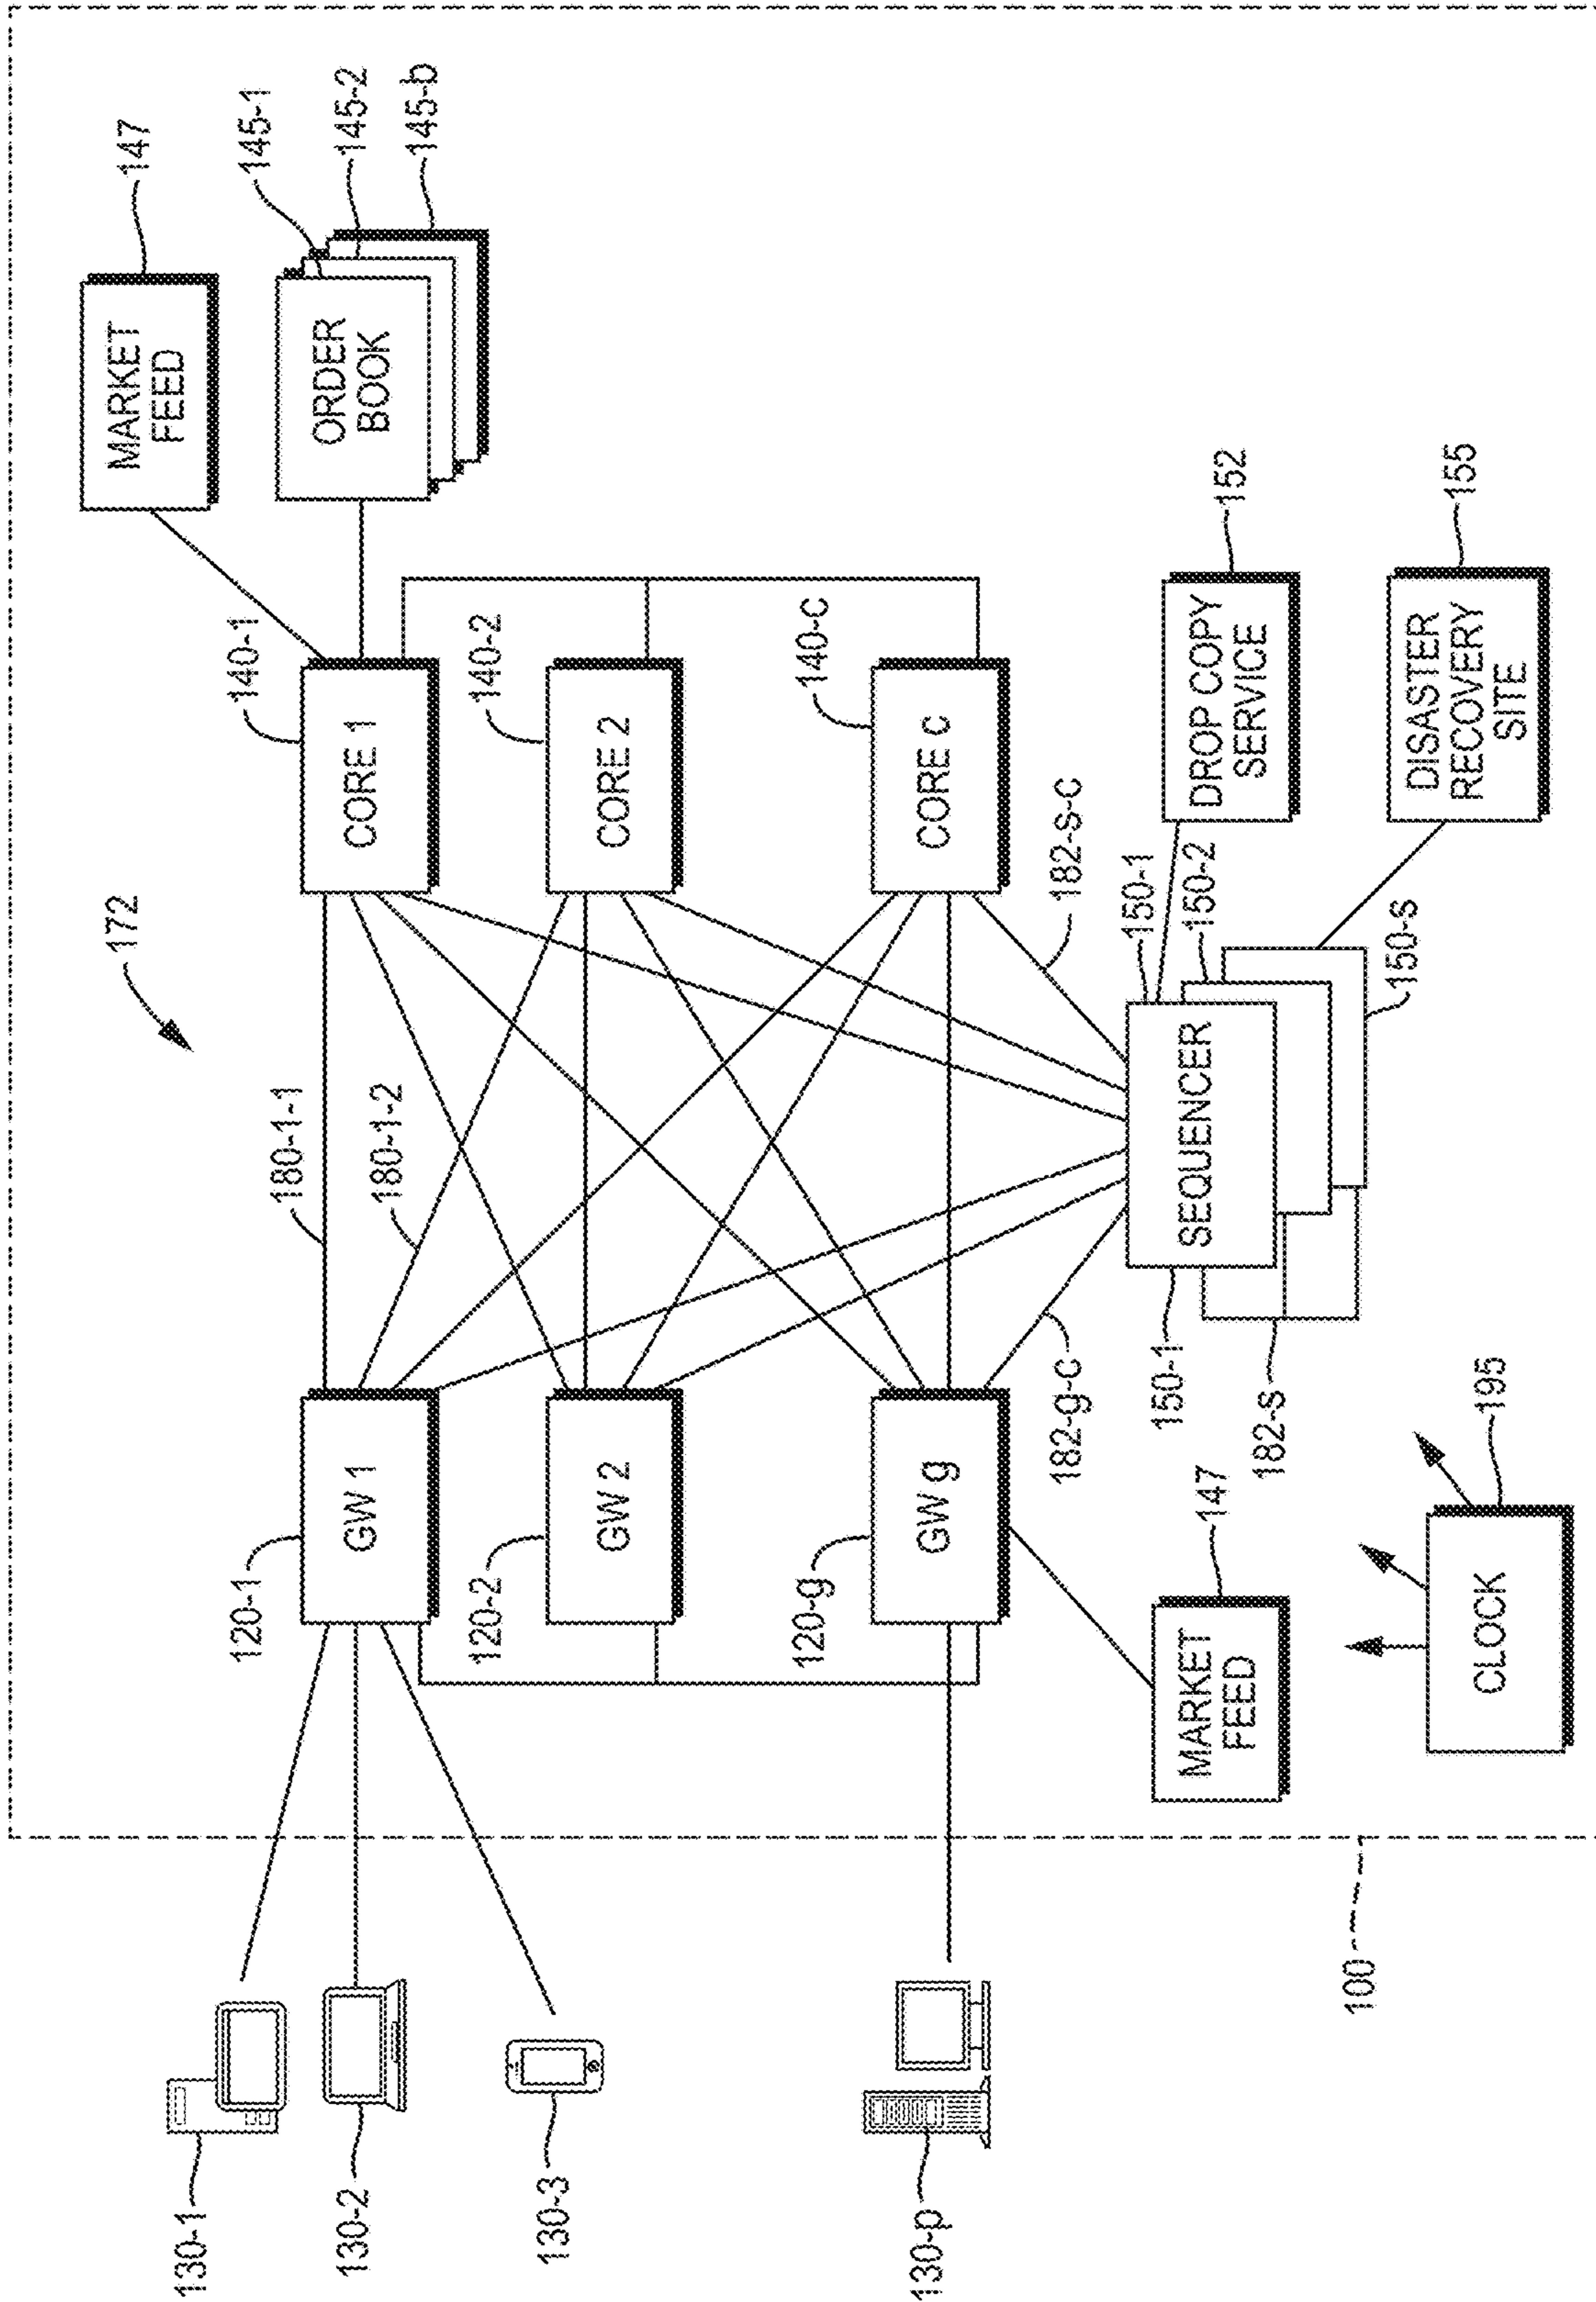 172
147
MARKET
FEED
145-1
145-2
145-b
ORDER
BOOK
130-1
130-2
130-3
130-p
120-1
GW 1
120-2
GW 2
120-g
GW g
180-1-1
180-1-2
140-1
CORE 1
140-2
CORE 2
140-c
CORE c
182-g-c
182-s-c
150-1
150-1
150-2
150-s
SEQUENCER
182-s
152
DROP COPY
SERVICE
155
DISASTER
RECOVERY
SITE
147
MARKET
FEED
195
CLOCK
100